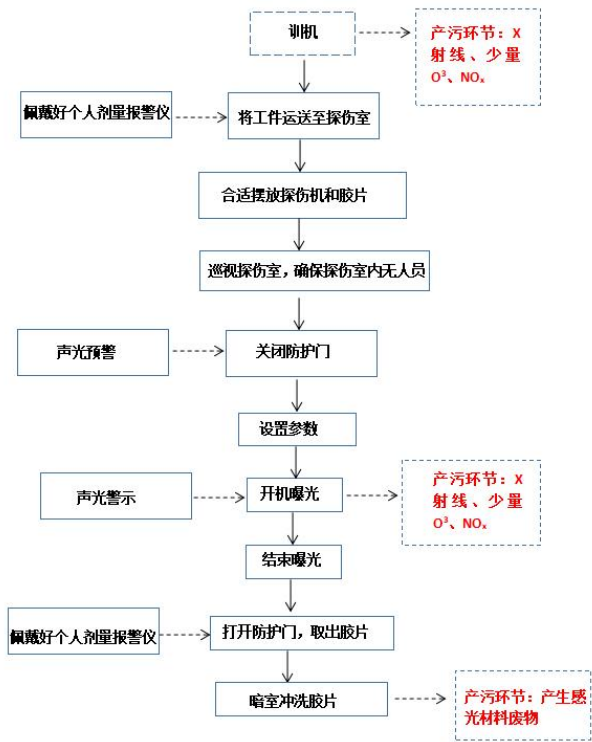 训机
产污环节：X
射线、少量
O³、NOₓ
佩戴好个人剂量报警仪
将工件运送至探伤室
合适摆放探伤机和胶片
巡视探伤室，确保探伤室内无人员
声光预警
关闭防护门
设置参数
声光警示
开机曝光
产污环节：X
射线、少量
O³、NOₓ
结束曝光
佩戴好个人剂量报警仪
打开防护门，取出胶片
暗室冲洗胶片
产污环节：产生感
光材料废物